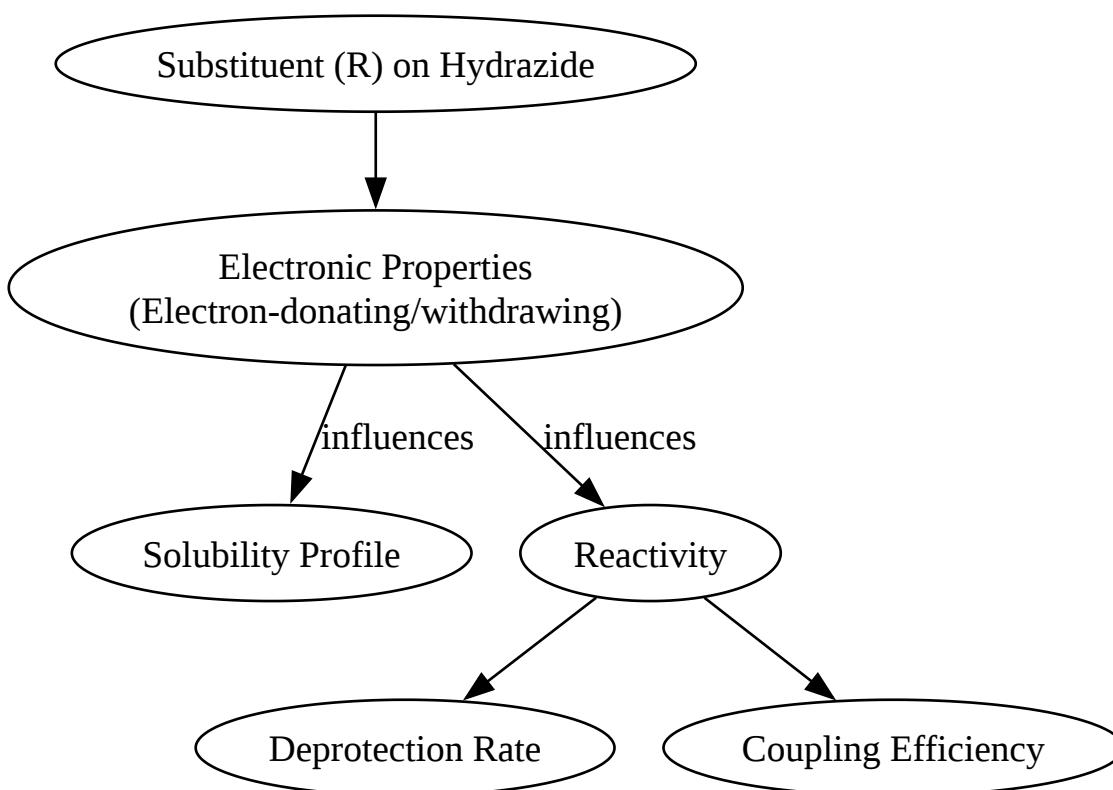 Substituent (R) on Hydrazide
Electronic Properties
(Electron-donating/withdrawing)
influences
influences
Solubility Profile
Reactivity
Deprotection Rate
Coupling Efficiency